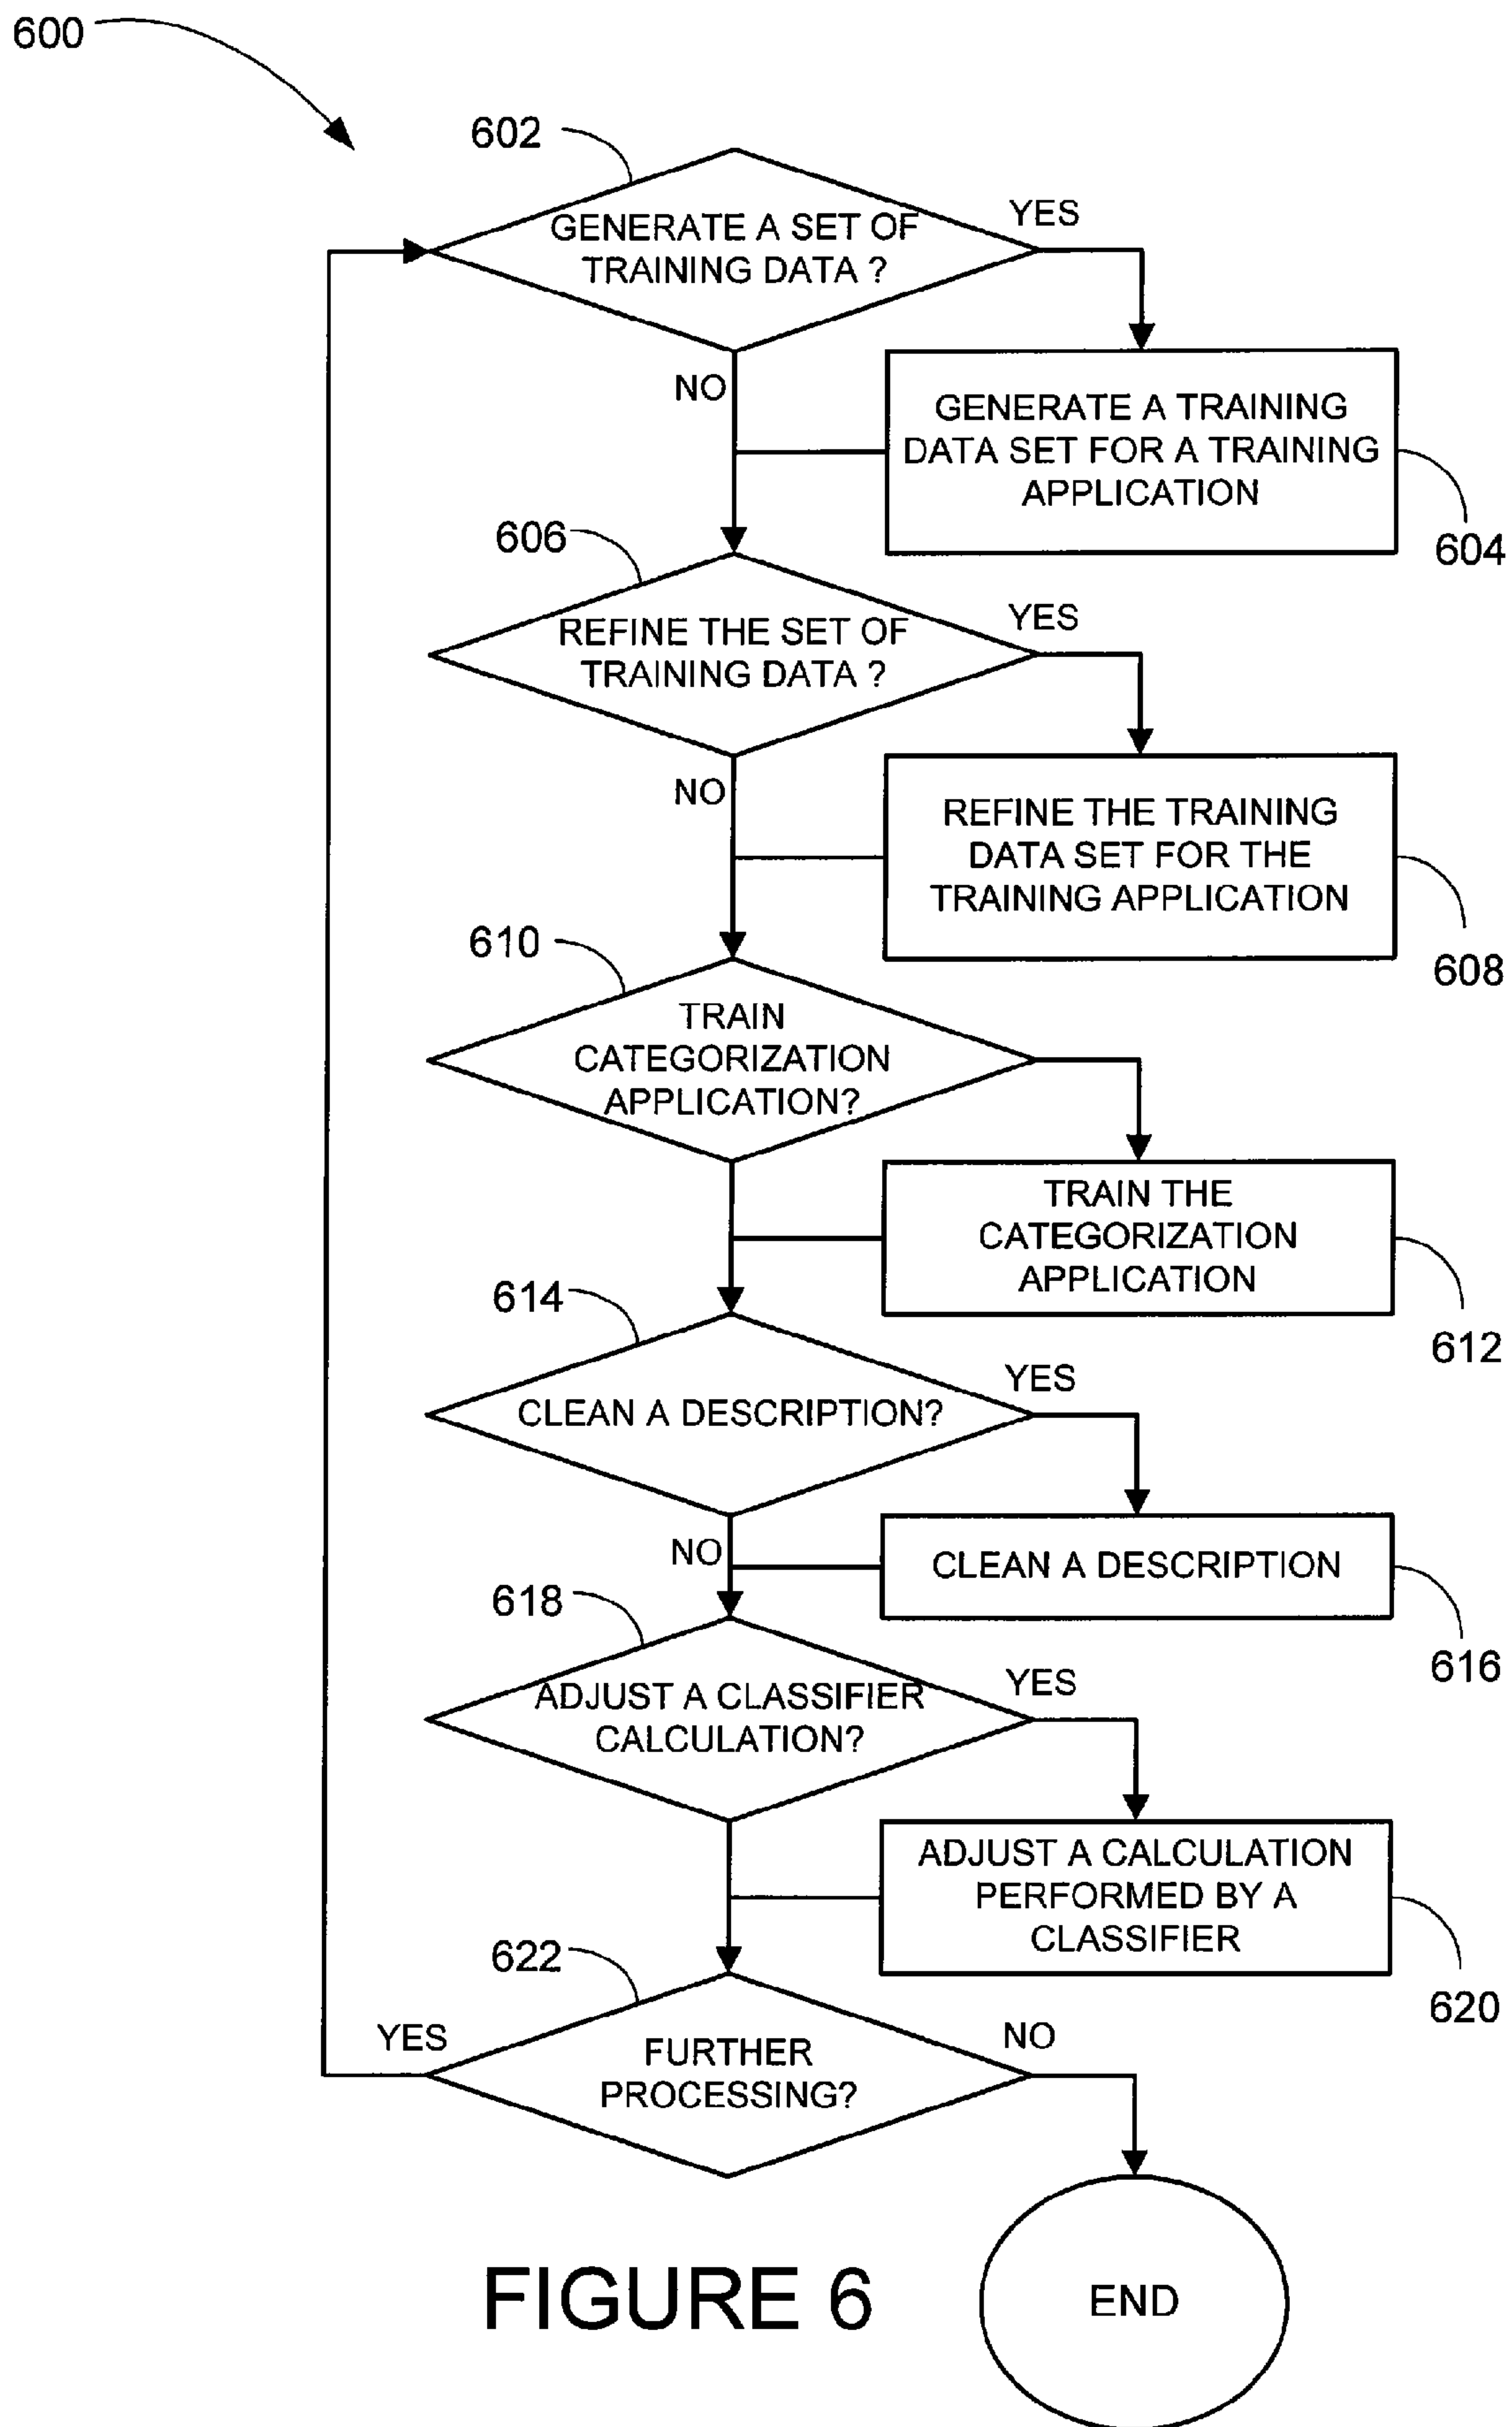 600
602
GENERATE A SET OF
TRAINING DATA ?
YES
NO
GENERATE A TRAINING
DATA SET FOR A TRAINING
APPLICATION
604
606
REFINE THE SET OF
TRAINING DATA ?
YES
NO
REFINE THE TRAINING
DATA SET FOR THE
TRAINING APPLICATION
608
610
TRAIN
CATEGORIZATION
APPLICATION?
TRAIN THE
CATEGORIZATION
APPLICATION
612
614
CLEAN A DESCRIPTION?
YES
NO
CLEAN A DESCRIPTION
616
618
ADJUST A CLASSIFIER
CALCULATION?
YES
ADJUST A CALCULATION
PERFORMED BY A
CLASSIFIER
620
622
YES
FURTHER
PROCESSING?
NO
END
FIGURE 6